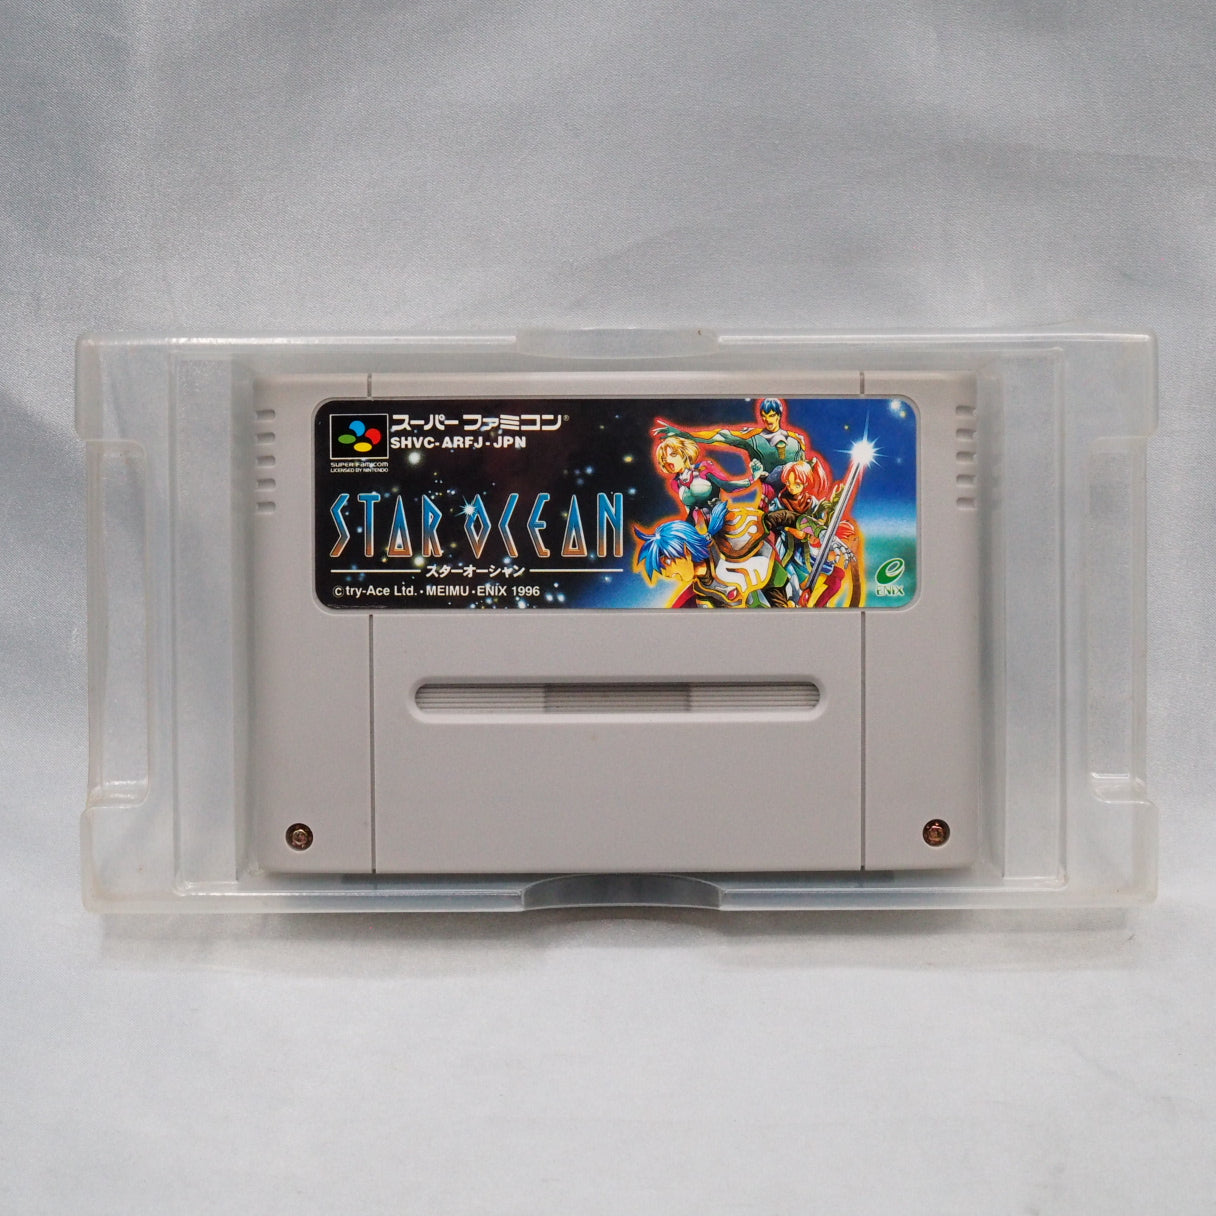 スーパーファミコン®
SHVC-ARFJ-JPN
SUPER FAMICOM
LICENSED BY NINTENDO
STAR OCEAN
スターオーシャン
©try-Ace Ltd.・MEIMU・ENIX 1996
ENIX